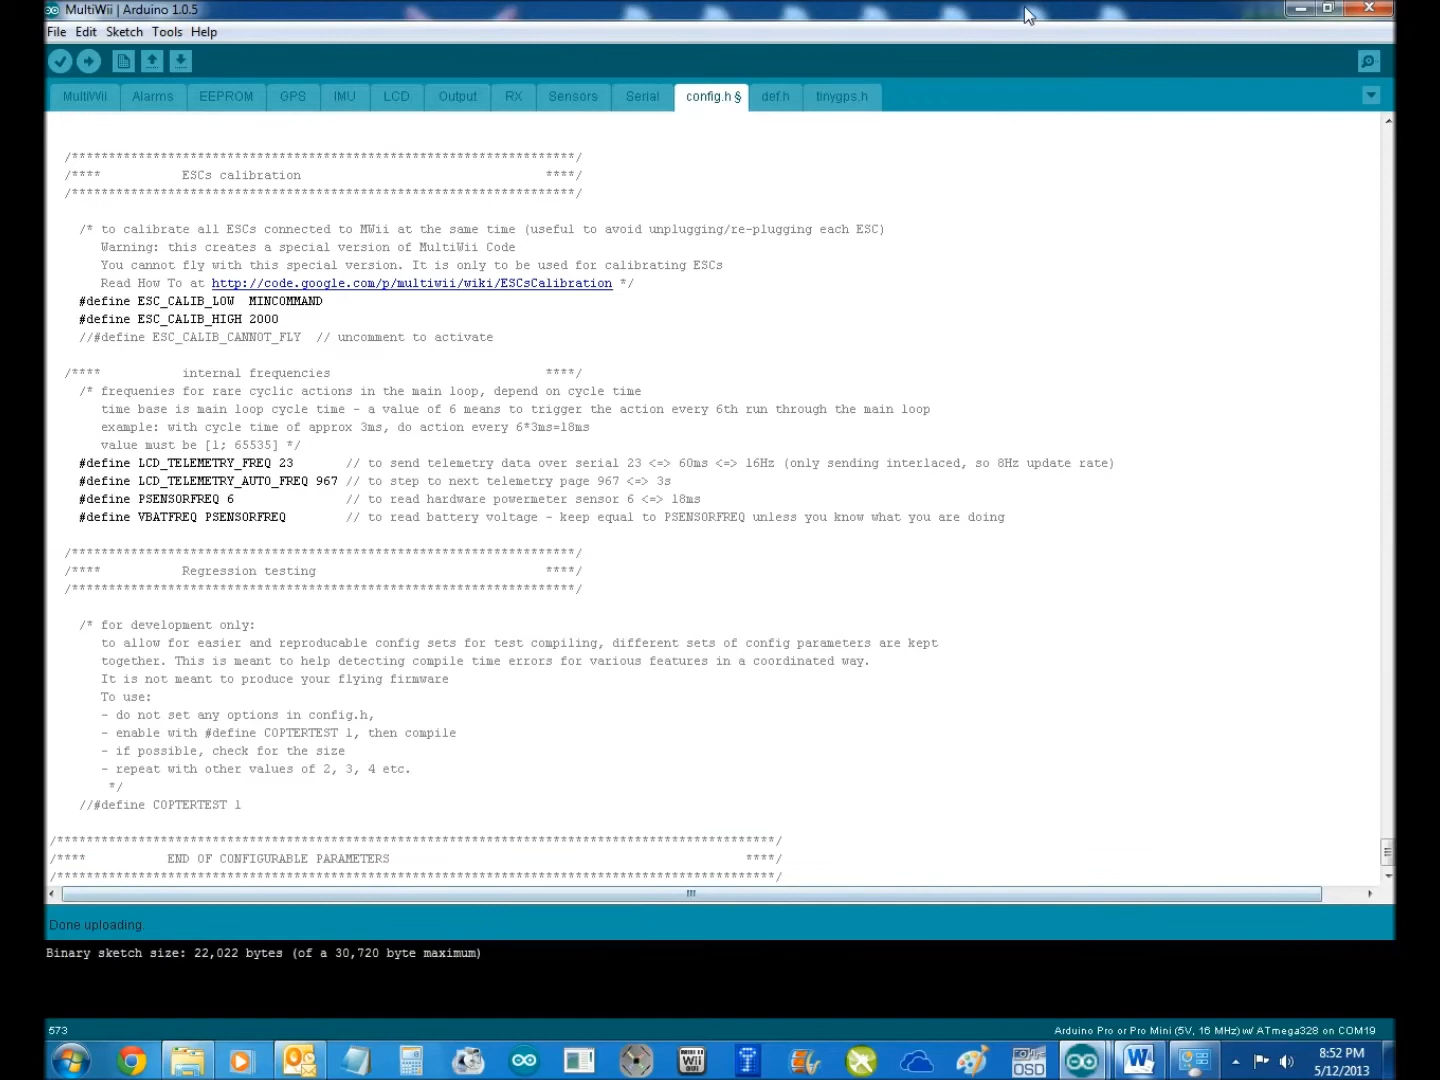 MultiWii | Arduino 1.0.5
File Edit Sketch Tools Help
MultiWii Alarms EEPROM GPS IMU LCD Output RX Sensors Serial config.h § def.h tinygps.h
/*********************************************************************/
/****           ESCs calibration                                 ****/
/*********************************************************************/
/* to calibrate all ESCs connected to MWii at the same time (useful to avoid unplugging/re-plugging each ESC)
Warning: this creates a special version of MultiWii Code
You cannot fly with this special version. It is only to be used for calibrating ESCs
Read How To at http://code.google.com/p/multiwii/wiki/ESCsCalibration */
#define ESC_CALIB_LOW  MINCOMMAND
#define ESC_CALIB_HIGH 2000
//#define ESC_CALIB_CANNOT_FLY  // uncomment to activate
/****           internal frequencies                             ****/
/* frequenies for rare cyclic actions in the main loop, depend on cycle time
time base is main loop cycle time - a value of 6 means to trigger the action every 6th run through the main loop
example: with cycle time of approx 3ms, do action every 6*3ms=18ms
value must be [1; 65535] */
#define LCD_TELEMETRY_FREQ 23       // to send telemetry data over serial 23 <=> 60ms <=> 16Hz (only sending interlaced, so 8Hz update rate)
#define LCD_TELEMETRY_AUTO_FREQ 967 // to step to next telemetry page 967 <=> 3s
#define PSENSORFREQ 6               // to read hardware powermeter sensor 6 <=> 18ms
#define VBATFREQ PSENSORFREQ        // to read battery voltage - keep equal to PSENSORFREQ unless you know what you are doing
/*********************************************************************/
/****           Regression testing                               ****/
/*********************************************************************/
/* for development only:
to allow for easier and reproducable config sets for test compiling, different sets of config parameters are kept
together. This is meant to help detecting compile time errors for various features in a coordinated way.
It is not meant to produce your flying firmware
To use:
- do not set any options in config.h,
- enable with #define COPTERTEST 1, then compile
- if possible, check for the size
- repeat with other values of 2, 3, 4 etc.
*/
//#define COPTERTEST 1
/**************************************************************************************************/
/****           END OF CONFIGURABLE PARAMETERS                                                ****/
/**************************************************************************************************/
Done uploading.
Binary sketch size: 22,022 bytes (of a 30,720 byte maximum)
573
Arduino Pro or Pro Mini (5V, 16 MHz) w/ ATmega328 on COM19
Wii
OSD
W
8:52 PM
5/12/2013